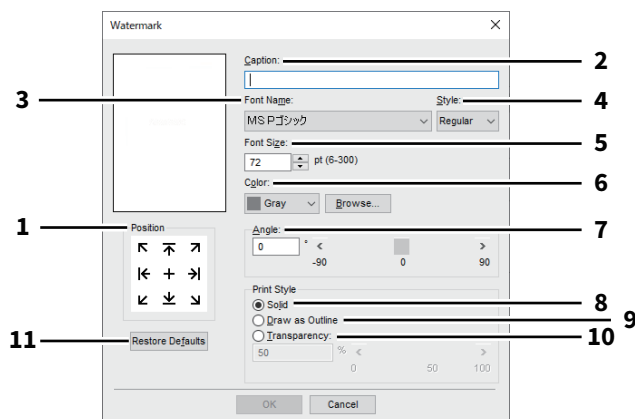 Watermark
Caption: 2
3 Font Name: Style: 4
MS Pゴシック Regular
Font Size: 5
72 pt (6-300)
Color: 6
Gray Browse...
1 Position Angle: 7
0 °
-90 0 90
Print Style
Solid 8
Draw as Outline 9
11 Restore Defaults Transparency: 10
50 %
0 50 100
OK Cancel